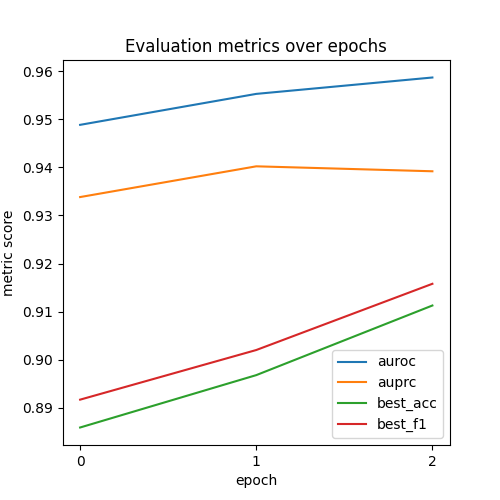 Evaluation metrics over epochs
metric score
0.96
0.95
0.94
0.93
0.92
0.91
0.90
0.89
auroc
auprc
best_acc
best_f1
0 1 2
epoch